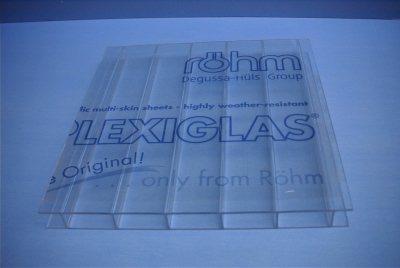 röhm
Degussa-Hüls Group
multi-skin sheets - highly weather-resistant
PLEXIGLAS®
Original!
... only from Röhm